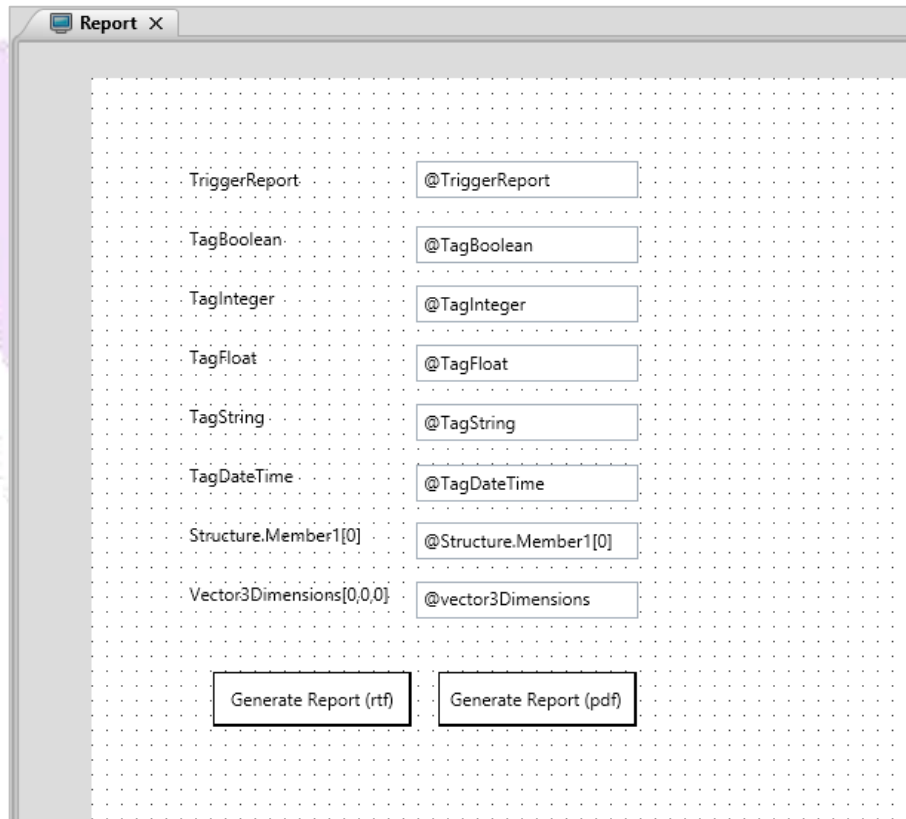 Report X
TriggerReport @TriggerReport
TagBoolean @TagBoolean
TagInteger @TagInteger
TagFloat @TagFloat
TagString @TagString
TagDateTime @TagDateTime
Structure.Member1[0] @Structure.Member1[0]
Vector3Dimensions[0,0,0] @vector3Dimensions
Generate Report (rtf) Generate Report (pdf)